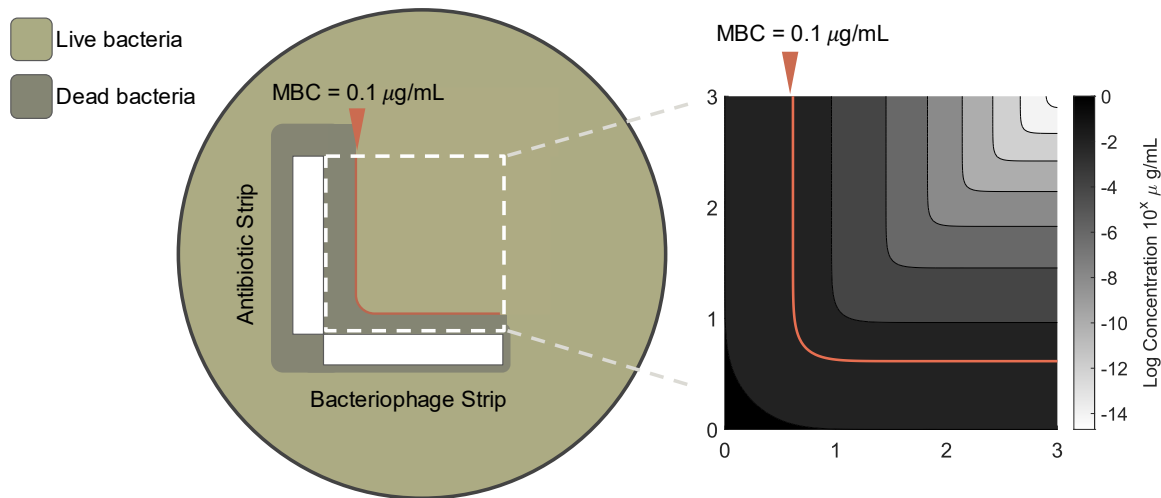 Live bacteria
Dead bacteria
MBC = 0.1 μg/mL
Antibiotic Strip
Bacteriophage Strip
MBC = 0.1 μg/mL
3
2
1
0
0
1
2
3
0
-2
-4
-6
-8
-10
-12
-14
Log Concentration 10^x μ g/mL